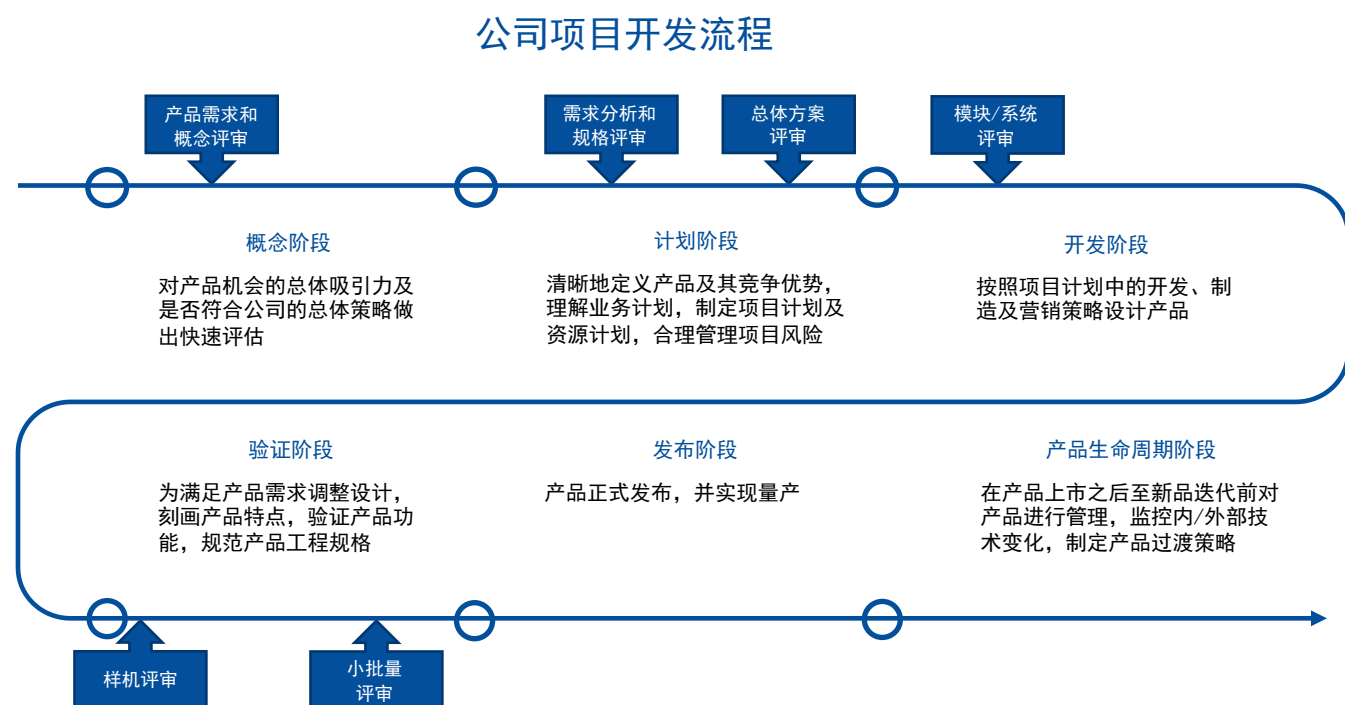 公司项目开发流程
产品需求和
概念评审
需求分析和
规格评审
总体方案
评审
模块/系统
评审
概念阶段
对产品机会的总体吸引力及
是否符合公司的总体策略做
出快速评估
计划阶段
清晰地定义产品及其竞争优势，
理解业务计划，制定项目计划及
资源计划，合理管理项目风险
开发阶段
按照项目计划中的开发、制
造及营销策略设计产品
验证阶段
为满足产品需求调整设计，
刻画产品特点，验证产品功
能，规范产品工程规格
发布阶段
产品正式发布，并实现量产
产品生命周期阶段
在产品上市之后至新品迭代前对
产品进行管理，监控内/外部技
术变化，制定产品过渡策略
样机评审
小批量
评审